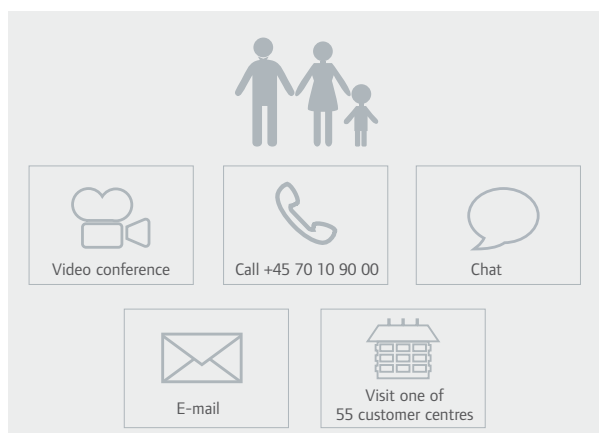 Video conference
Call +45 70 10 90 00
Chat
E-mail
Visit one of
55 customer centres